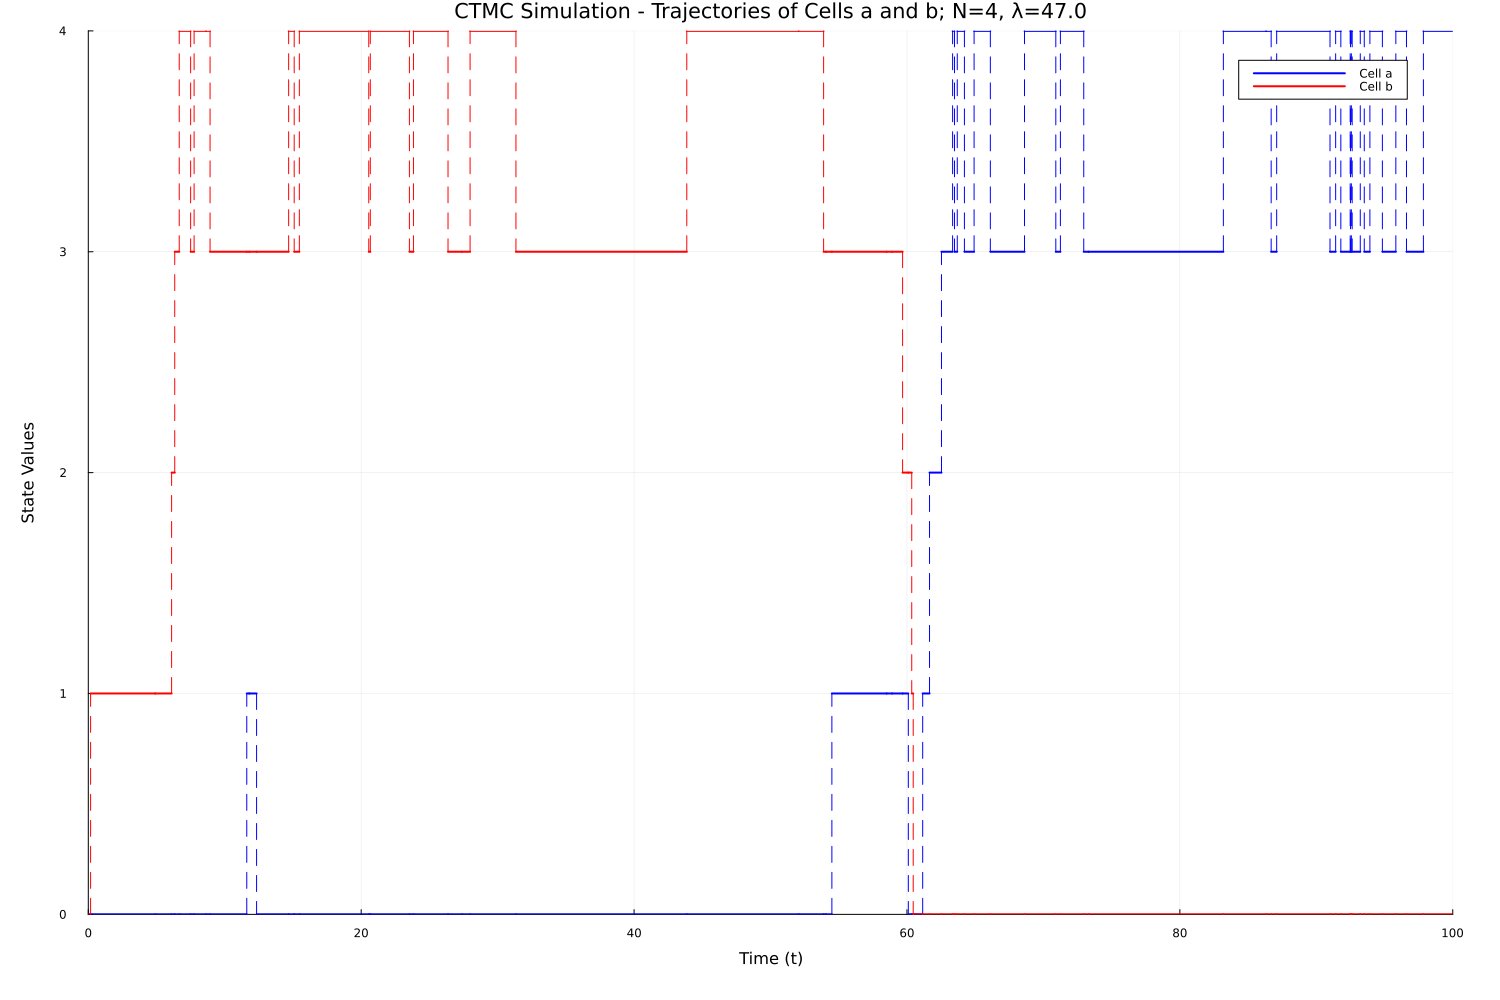 CTMC Simulation - Trajectories of Cells a and b; N=4, λ=47.0
4
Cell a
Cell b
3
State Values
2
1
0
0 20 40 60 80 100
Time (t)